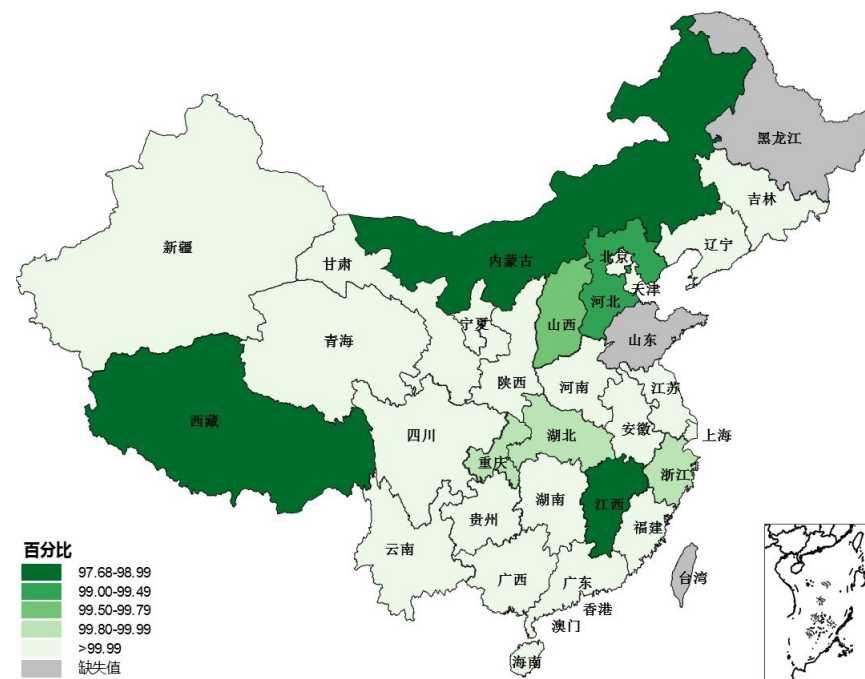 黑龙江
吉林
辽宁
新疆
甘肃
内蒙古
北京
天津
河北
山西
山东
宁夏
青海
陕西
河南
江苏
西藏
四川
重庆
湖北
安徽
上海
浙江
江西
湖南
贵州
福建
云南
广西
广东
台湾
香港
澳门
海南
百分比
97.68-98.99
99.00-99.49
99.50-99.79
99.80-99.99
>99.99
缺失值